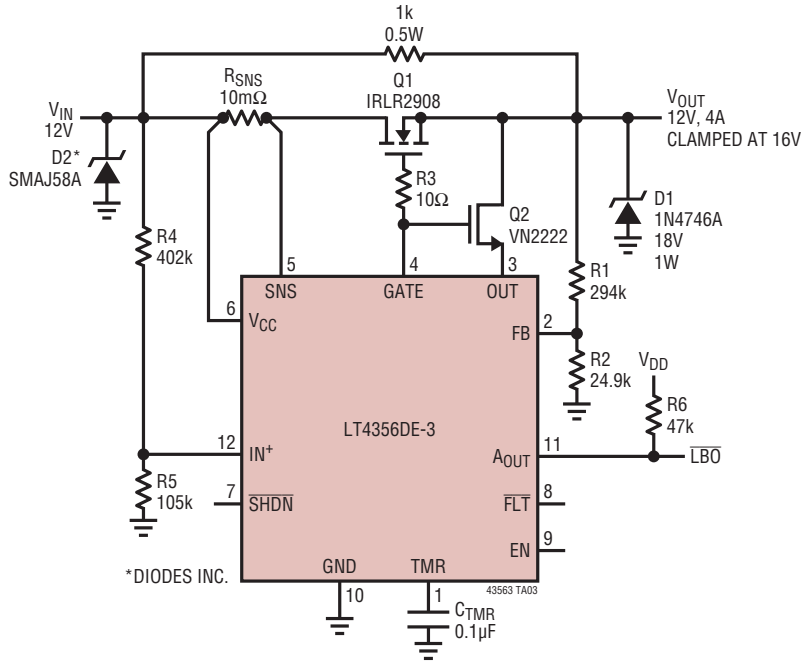 1k
0.5W
RSNS
10mΩ
Q1
IRLR2908
VIN
12V
VOUT
12V, 4A
CLAMPED AT 16V
D2*
SMAJ58A
R3
10Ω
Q2
VN2222
D1
1N4746A
18V
1W
R4
402k
5
4
3
SNS
GATE
OUT
R1
294k
6
VCC
FB
2
R2
24.9k
VDD
R6
47k
LT4356DE-3
12
IN+
AOUT
11
LBO
R5
105k
7
SHDN
FLT
8
EN
9
*DIODES INC.
GND
TMR
10
1
43563 TA03
CTMR
0.1μF